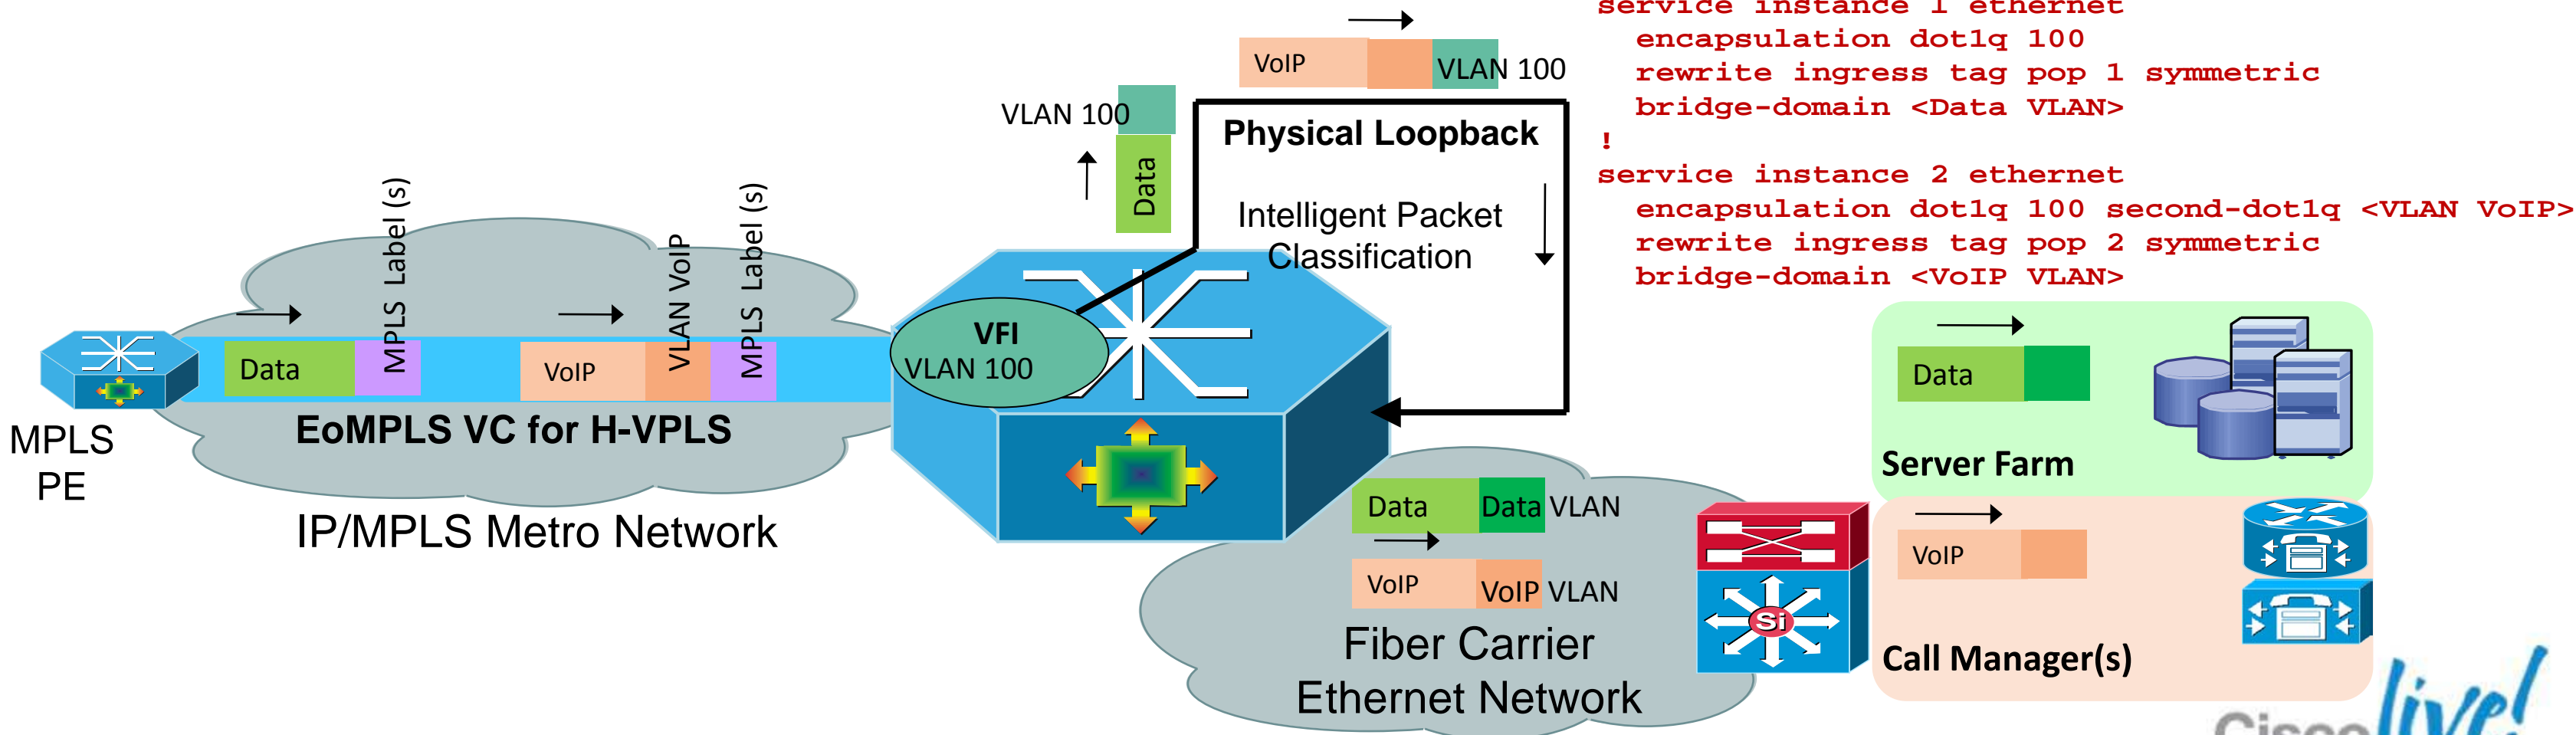 service instance 1 ethernet
encapsulation dot1q 100
rewrite ingress tag pop 1 symmetric
bridge-domain <Data VLAN>
!
service instance 2 ethernet
encapsulation dot1q 100 second-dot1q <VLAN VoIP>
rewrite ingress tag pop 2 symmetric
bridge-domain <VoIP VLAN>
VoIP
VLAN 100
VLAN 100
Data
Physical Loopback
Intelligent Packet
Classification
MPLS Label (s)
VLAN VoIP
MPLS Label (s)
Data
VoIP
VFI
VLAN 100
EoMPLS VC for H-VPLS
MPLS
PE
IP/MPLS Metro Network
Data
Data VLAN
VoIP
VoIP VLAN
Fiber Carrier
Ethernet Network
Si
Data
Server Farm
VoIP
Call Manager(s)
Cisco live!